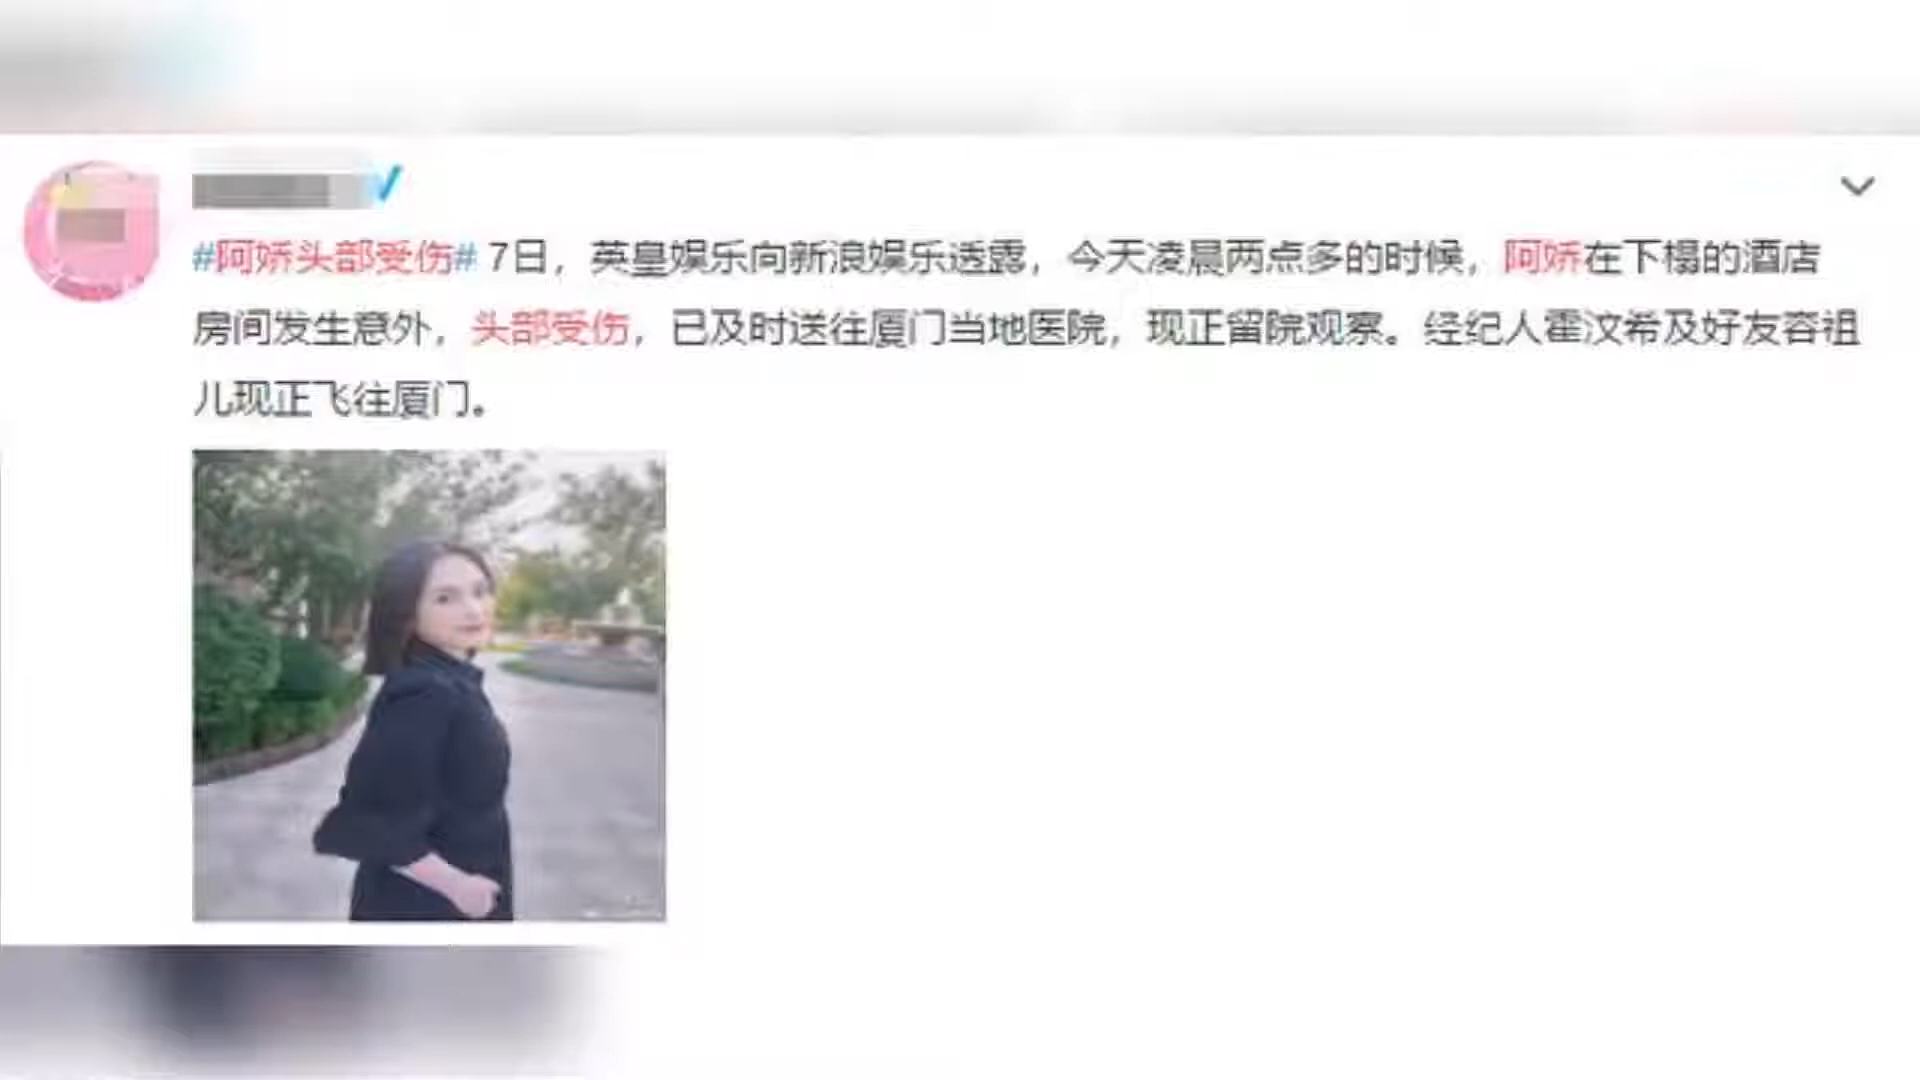 #阿娇头部受伤# 7日，英皇娱乐向新浪娱乐透露，今天凌晨两点多的时候，阿娇在下榻的酒店
房间发生意外，头部受伤，已及时送往厦门当地医院，现正留院观察。经纪人霍汶希及好友容祖
儿现正飞往厦门。